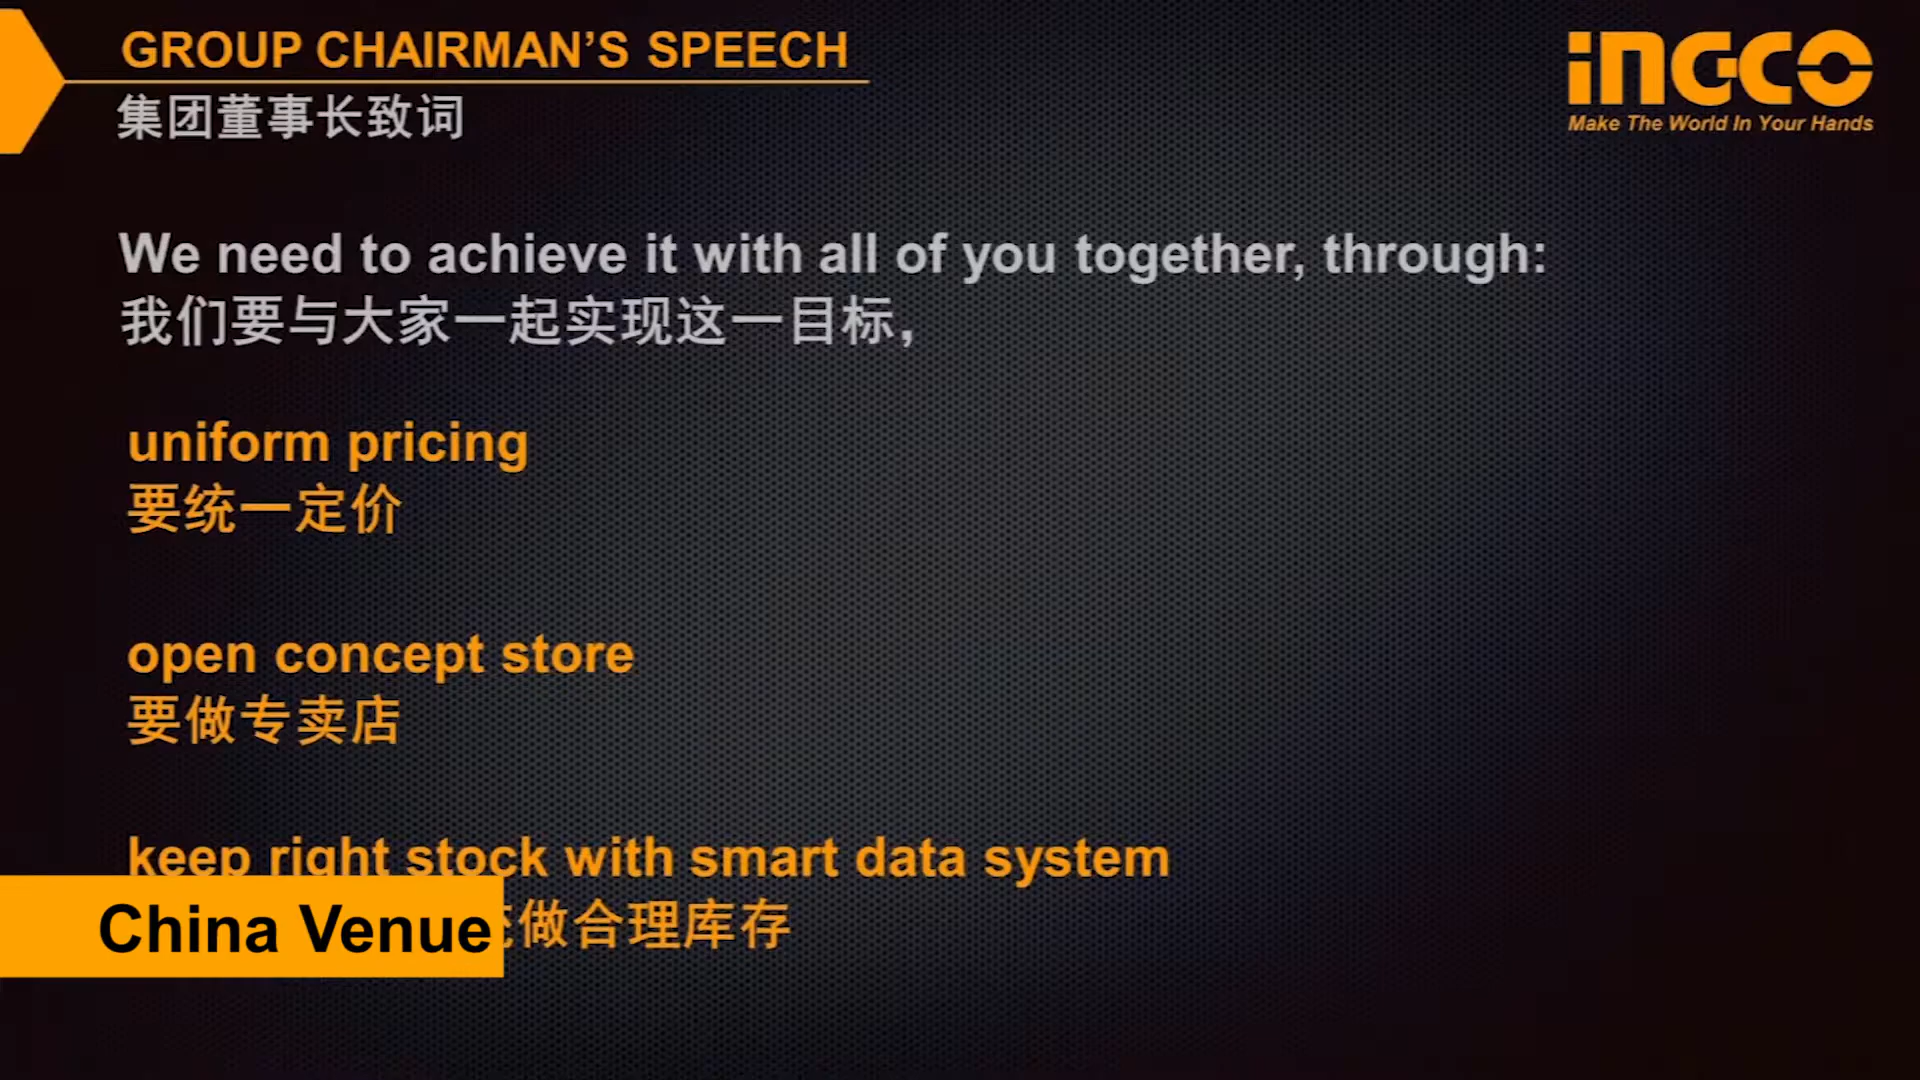 GROUP CHAIRMAN’S SPEECH
集团董事长致词
INGCO
Make The World In Your Hands
We need to achieve it with all of you together, through:
我们要与大家一起实现这一目标，
uniform pricing
要统一定价
open concept store
要做专卖店
keep right stock with smart data system
做合理库存
China Venue